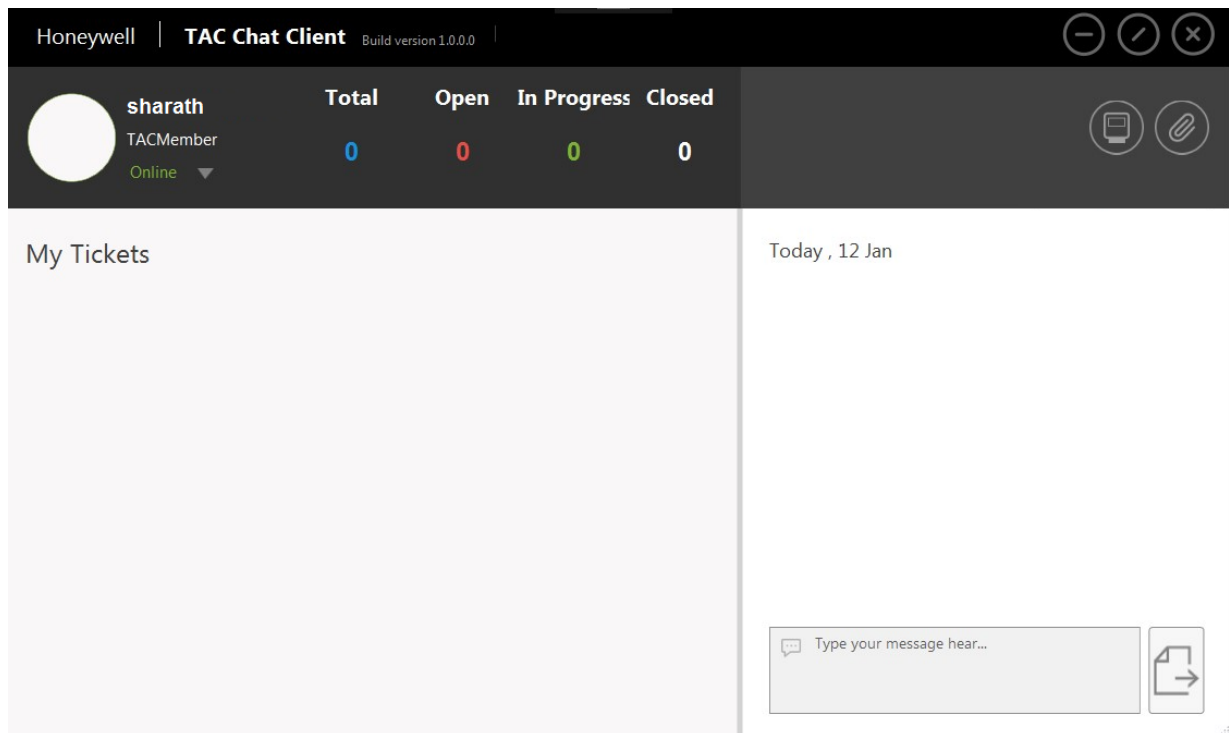 Honeywell TAC Chat Client Build version 1.0.0.0
sharath
TACMember
Online
Total Open In Progress Closed
0 0 0 0
My Tickets
Today , 12 Jan
Type your message hear...